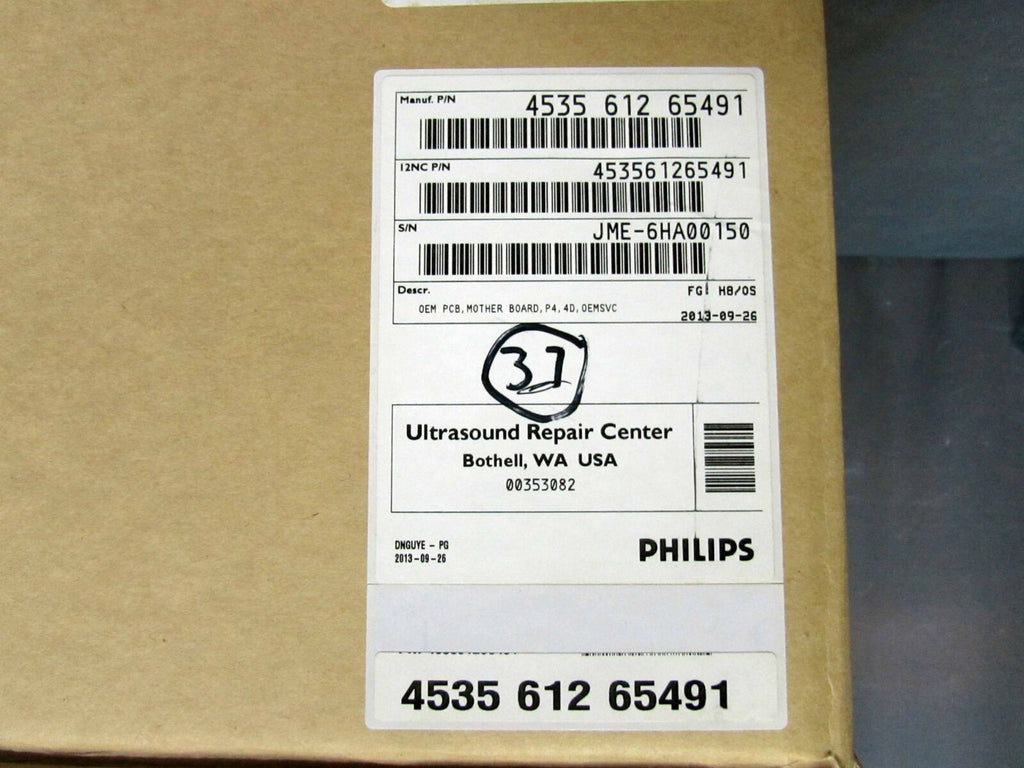 Manuf. P/N 4535 612 65491
12NC P/N 453561265491
S/N JME-6HA00150
Descr. FG: HB/OS
OEM PCB,MOTHER BOARD,P4,4D,OEMSVC 2013-09-26
37
Ultrasound Repair Center
Bothell, WA USA
00353082
DNGUYE - PG
2013-09-26
PHILIPS
4535 612 65491